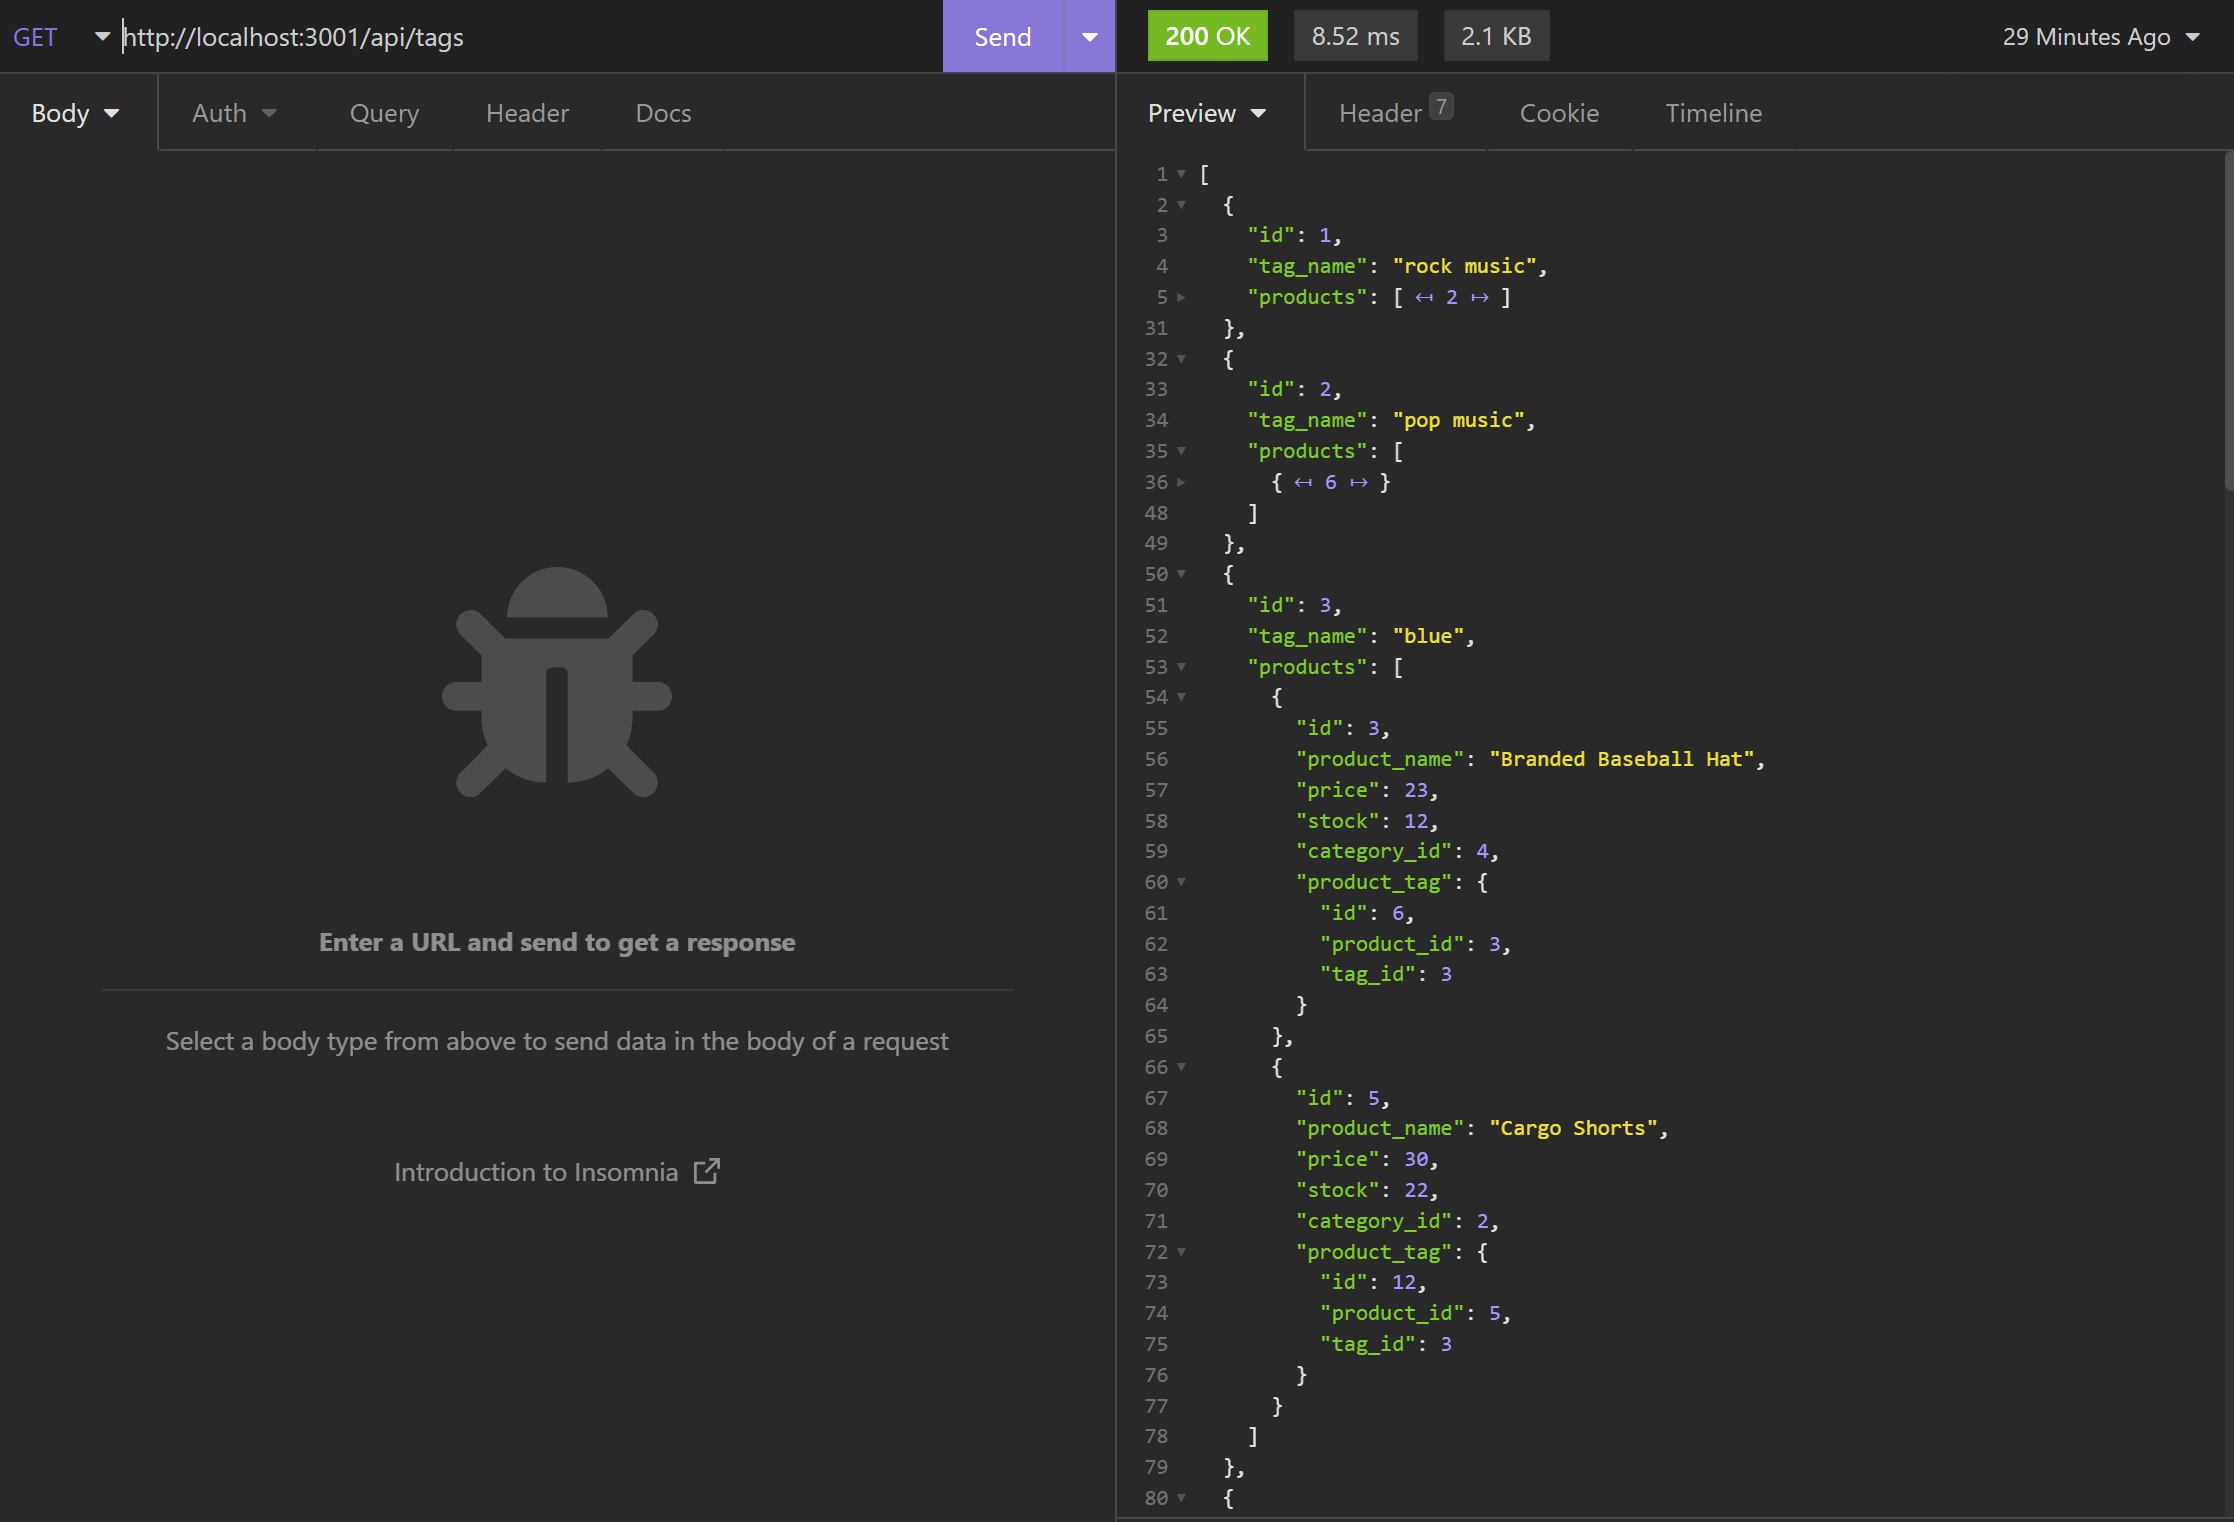 GET http://localhost:3001/api/tags Send 200 OK 8.52 ms 2.1 KB 29 Minutes Ago
Body Auth Query Header Docs
Preview Header 7 Cookie Timeline
Enter a URL and send to get a response
Select a body type from above to send data in the body of a request
Introduction to Insomnia
1 [
2 {
3 "id": 1,
4 "tag_name": "rock music",
5 "products": [ ↤ 2 ↦ ]
31 },
32 {
33 "id": 2,
34 "tag_name": "pop music",
35 "products": [
36 { ↤ 6 ↦ }
48 ]
49 },
50 {
51 "id": 3,
52 "tag_name": "blue",
53 "products": [
54 {
55 "id": 3,
56 "product_name": "Branded Baseball Hat",
57 "price": 23,
58 "stock": 12,
59 "category_id": 4,
60 "product_tag": {
61 "id": 6,
62 "product_id": 3,
63 "tag_id": 3
64 }
65 },
66 {
67 "id": 5,
68 "product_name": "Cargo Shorts",
69 "price": 30,
70 "stock": 22,
71 "category_id": 2,
72 "product_tag": {
73 "id": 12,
74 "product_id": 5,
75 "tag_id": 3
76 }
77 }
78 ]
79 },
80 {